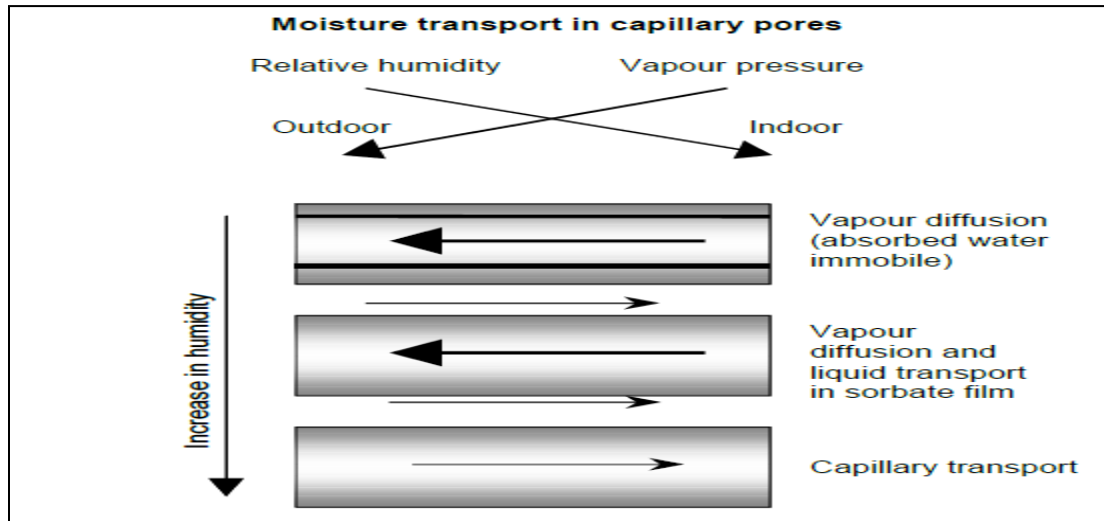 Moisture transport in capillary pores
Relative humidity
Vapour pressure
Outdoor
Indoor
Increase in humidity
Vapour diffusion
(absorbed water
immobile)
Vapour
diffusion and
liquid transport
in sorbate film
Capillary transport